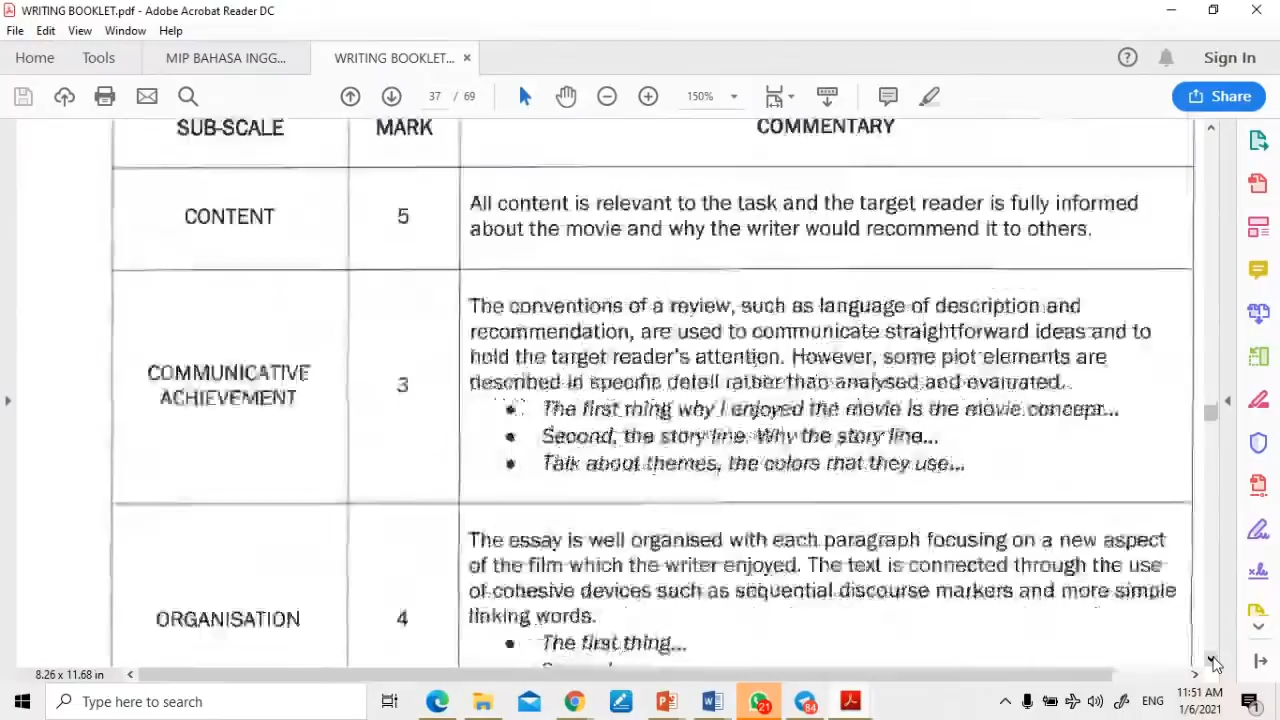 WRITING BOOKLET.pdf - Adobe Acrobat Reader DC
File Edit View Window Help
Home Tools MIP BAHASA INGG... WRITING BOOKLET... × Sign In
37 / 69 150% Share
SUB-SCALE MARK COMMENTARY
CONTENT 5
All content is relevant to the task and the target reader is fully informed
about the movie and why the writer would recommend it to others.
COMMUNICATIVE
ACHIEVEMENT
3
The conventions of a review, such as language of description and
recommendation, are used to communicate straightforward ideas and to
hold the target reader's attention. However, some plot elements are
described in specific detail rather than analysed and evaluated.
• The first thing why I enjoyed the movie is the movie concept...
• Second, the story line. Why the story line...
• Talk about themes, the colors that they use...
ORGANISATION 4
The essay is well organised with each paragraph focusing on a new aspect
of the film which the writer enjoyed. The text is connected through the use
of cohesive devices such as sequential discourse markers and more simple
linking words.
• The first thing...
8.26 x 11.68 in
Type here to search
21
84
ENG
11:51 AM
1/6/2021
1